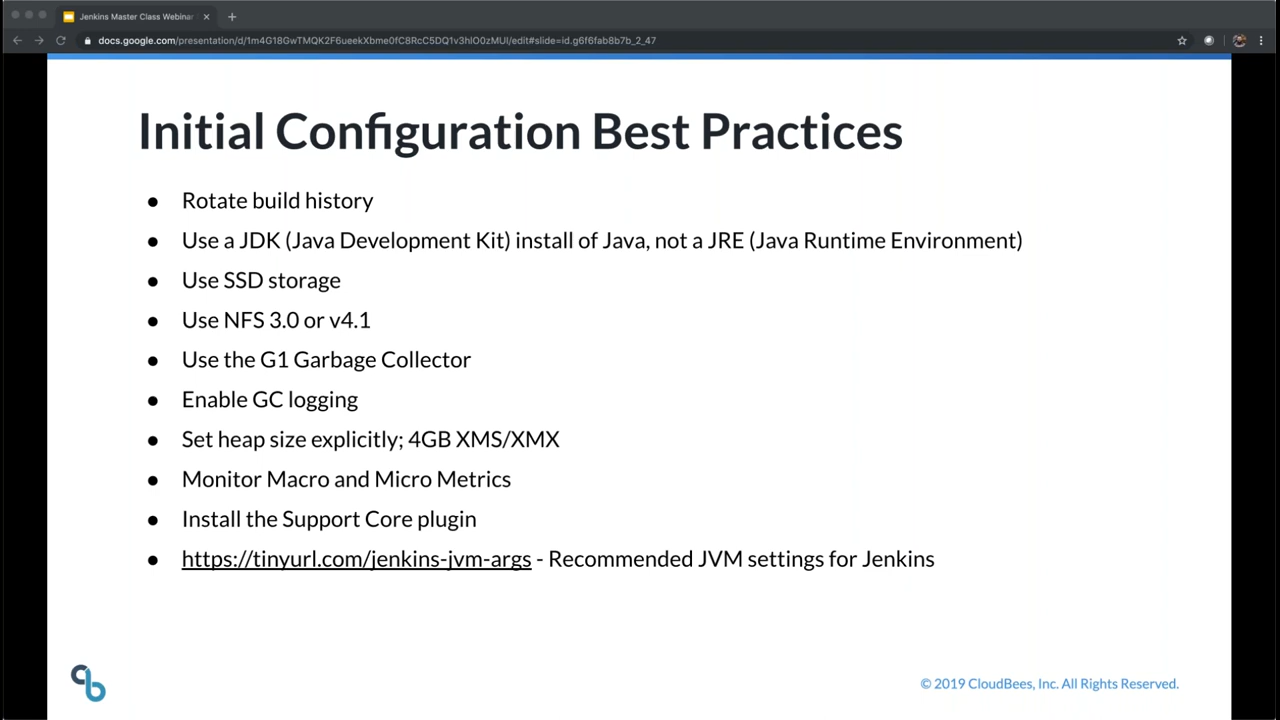 Jenkins Master Class Webinar
docs.google.com/presentation/d/1m4G18GwTMQK2F6ueekXbme0fC8RcC5DQ1v3hlO0zMUI/edit#slide=id.g6f6fab8b7b_2_47
Initial Configuration Best Practices
● Rotate build history
● Use a JDK (Java Development Kit) install of Java, not a JRE (Java Runtime Environment)
● Use SSD storage
● Use NFS 3.0 or v4.1
● Use the G1 Garbage Collector
● Enable GC logging
● Set heap size explicitly; 4GB XMS/XMX
● Monitor Macro and Micro Metrics
● Install the Support Core plugin
● https://tinyurl.com/jenkins-jvm-args - Recommended JVM settings for Jenkins
© 2019 CloudBees, Inc. All Rights Reserved.